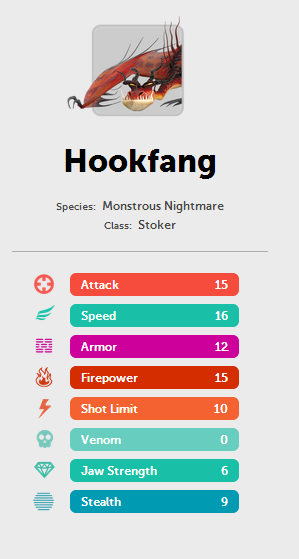 Hookfang
Species: Monstrous Nightmare
Class: Stoker
Attack 15
Speed 16
Armor 12
Firepower 15
Shot Limit 10
Venom 0
Jaw Strength 6
Stealth 9